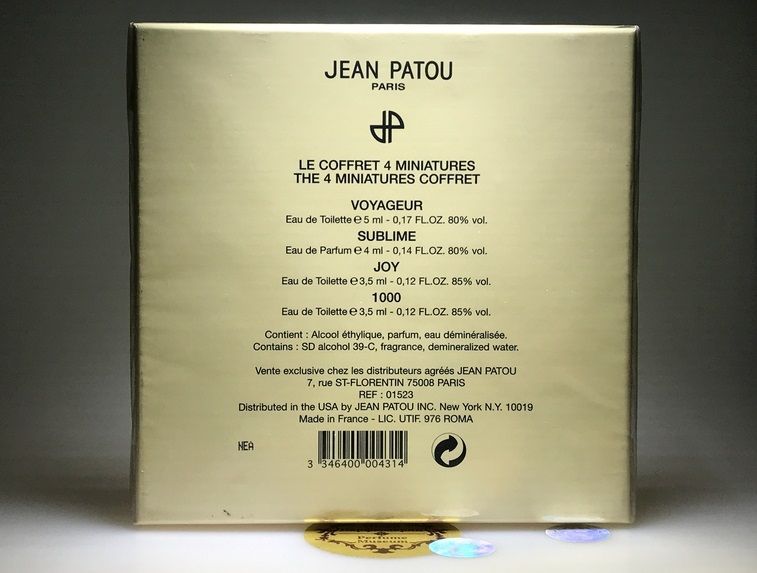 JEAN PATOU
PARIS
JP
LE COFFRET 4 MINIATURES
THE 4 MINIATURES COFFRET
VOYAGEUR
Eau de Toilette ℮ 5 ml - 0,17 FL.OZ. 80% vol.
SUBLIME
Eau de Parfum ℮ 4 ml - 0,14 FL.OZ. 80% vol.
JOY
Eau de Toilette ℮ 3,5 ml - 0,12 FL.OZ. 85% vol.
1000
Eau de Toilette ℮ 3,5 ml - 0,12 FL.OZ. 85% vol.
Contient : Alcool éthylique, parfum, eau déminéralisée.
Contains : SD alcohol 39-C, fragrance, demineralized water.
Vente exclusive chez les distributeurs agréés JEAN PATOU
7, rue ST-FLORENTIN 75008 PARIS
REF : 01523
Distributed in the USA by JEAN PATOU INC. New York N.Y. 10019
Made in France - LIC. UTIF. 976 ROMA
NEA
3 346400 004314
Perfume
Museum